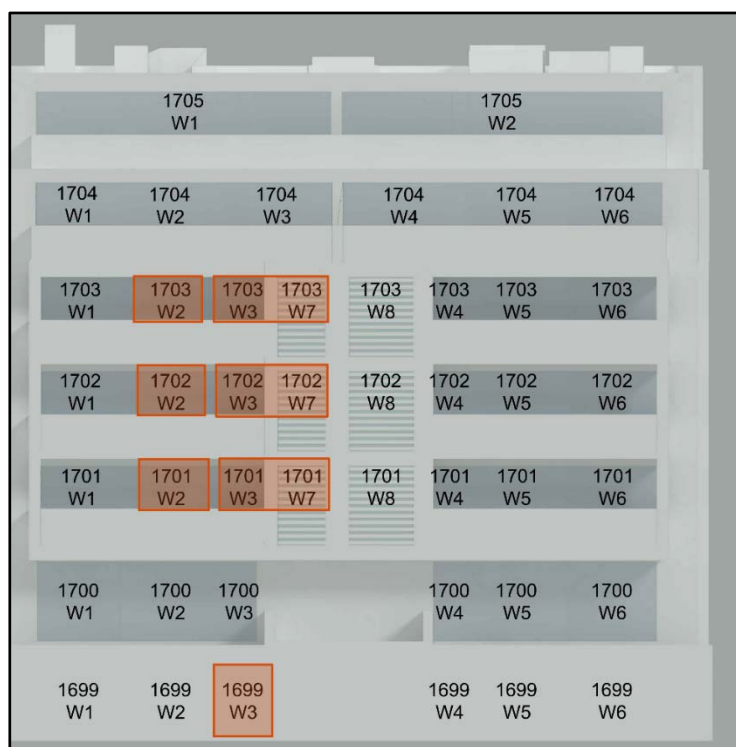 1705 1705
W1 W2
1704 1704 1704 1704 1704 1704
W1 W2 W3 W4 W5 W6
1703 1703 1703 1703 1703 1703 1703 1703
W1 W2 W3 W7 W8 W4 W5 W6
1702 1702 1702 1702 1702 1702 1702 1702
W1 W2 W3 W7 W8 W4 W5 W6
1701 1701 1701 1701 1701 1701 1701 1701
W1 W2 W3 W7 W8 W4 W5 W6
1700 1700 1700 1700 1700 1700
W1 W2 W3 W4 W5 W6
1699 1699 1699 1699 1699 1699
W1 W2 W3 W4 W5 W6